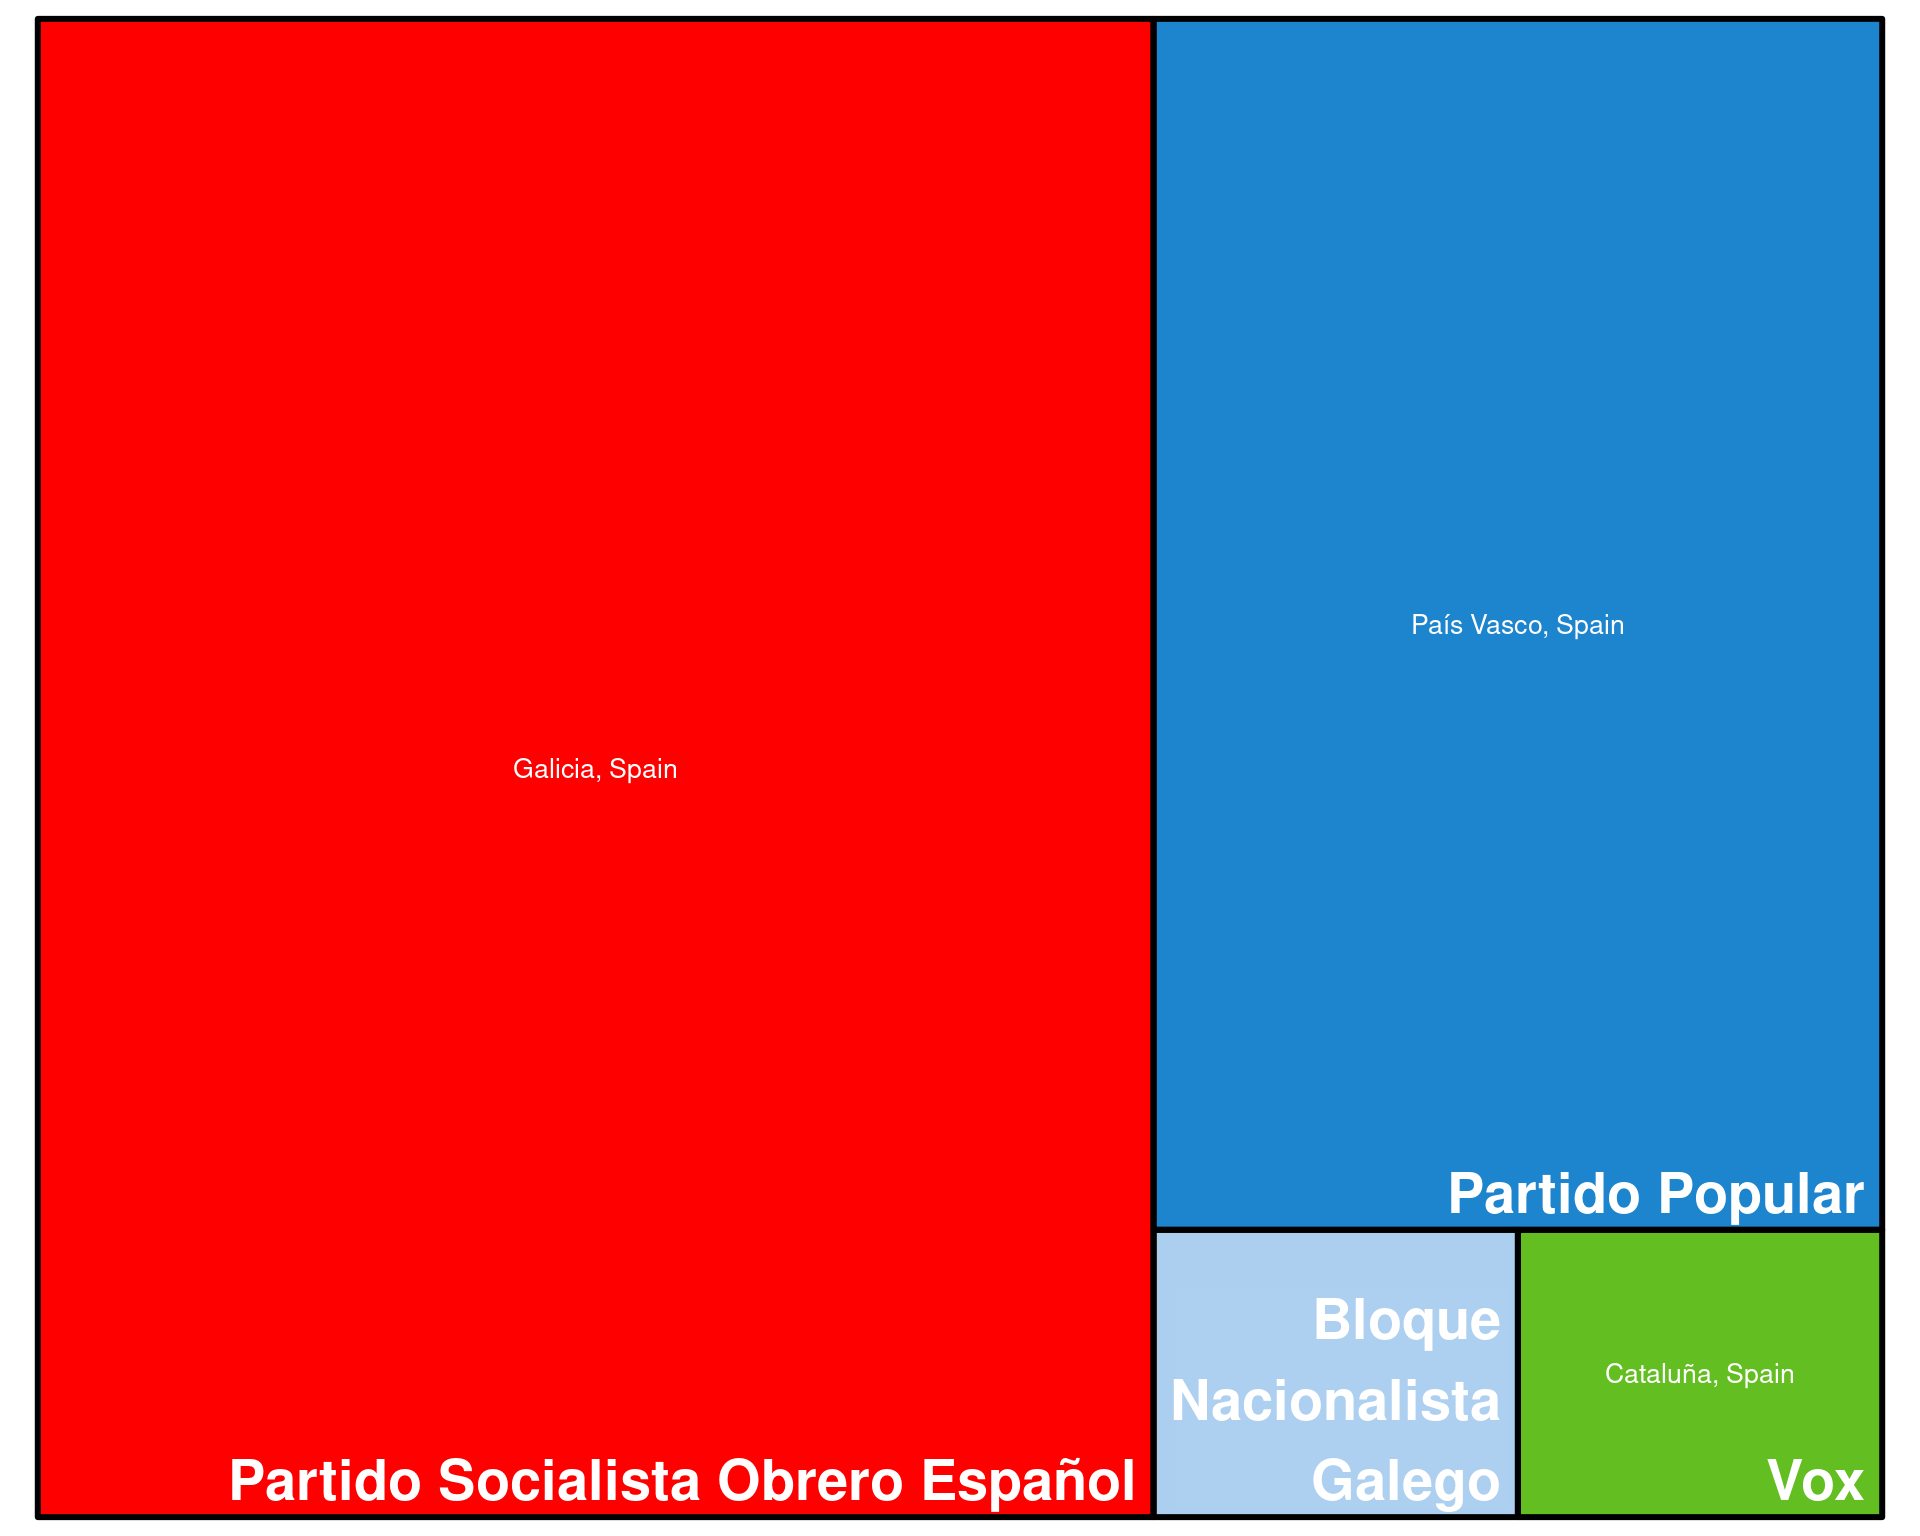 Galicia, Spain
Partido Socialista Obrero Español
País Vasco, Spain
Partido Popular
Bloque
Nacionalista
Galego
Cataluña, Spain
Vox